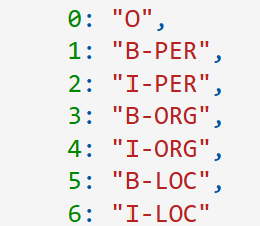 0: "O",
1: "B-PER",
2: "I-PER",
3: "B-ORG",
4: "I-ORG",
5: "B-LOC",
6: "I-LOC"